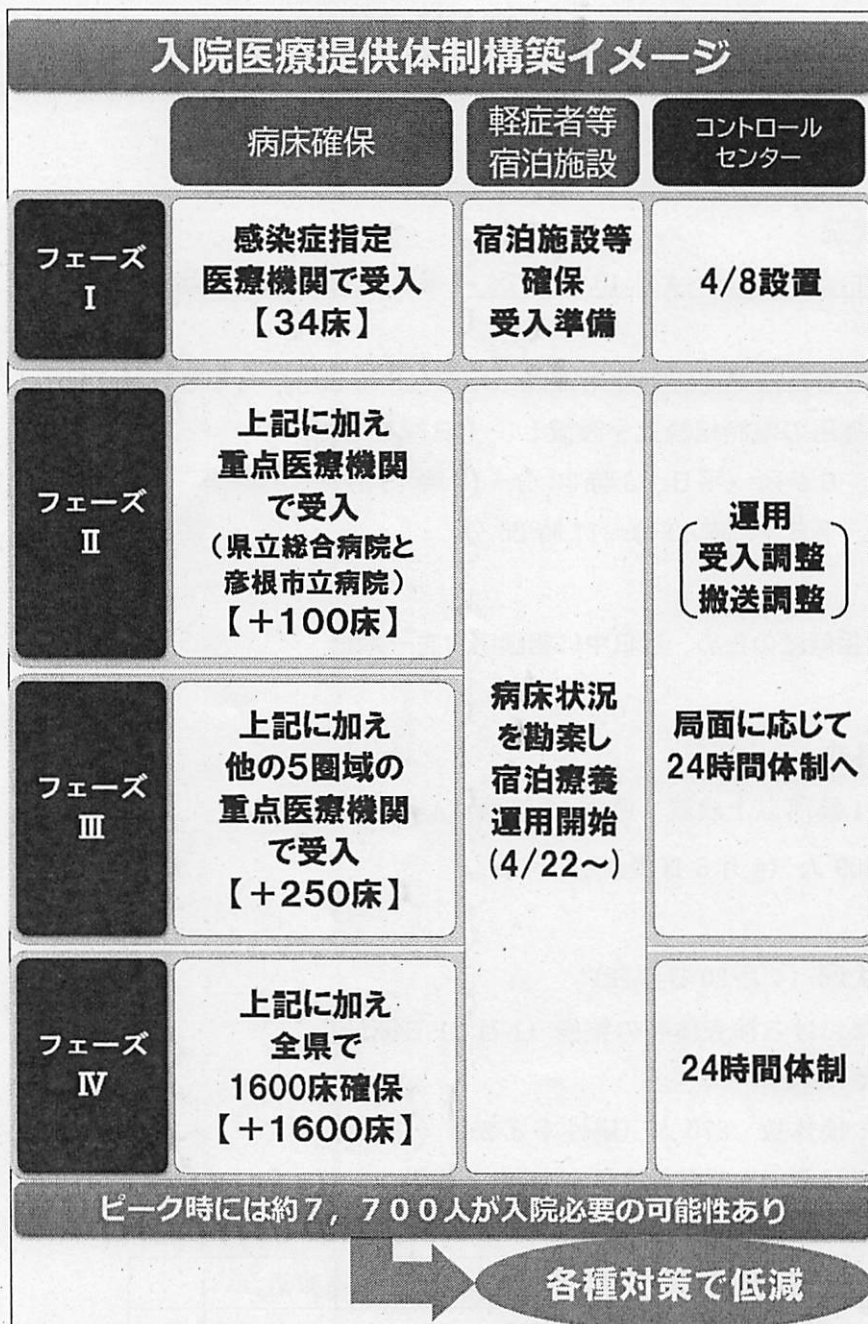 入院医療提供体制構築イメージ
病床確保
軽症者等
宿泊施設
コントロール
センター
フェーズ
Ⅰ
感染症指定
医療機関で受入
【34床】
宿泊施設等
確保
受入準備
4/8設置
フェーズ
Ⅱ
上記に加え
重点医療機関
で受入
(県立総合病院と
彦根市立病院)
【+100床】
運用
受入調整
搬送調整
フェーズ
Ⅲ
上記に加え
他の5圏域の
重点医療機関
で受入
【+250床】
病床状況
を勘案し
宿泊療養
運用開始
(4/22~)
局面に応じて
24時間体制へ
フェーズ
Ⅳ
上記に加え
全県で
1600床確保
【+1600床】
24時間体制
ピーク時には約7,700人が入院必要の可能性あり
各種対策で低減